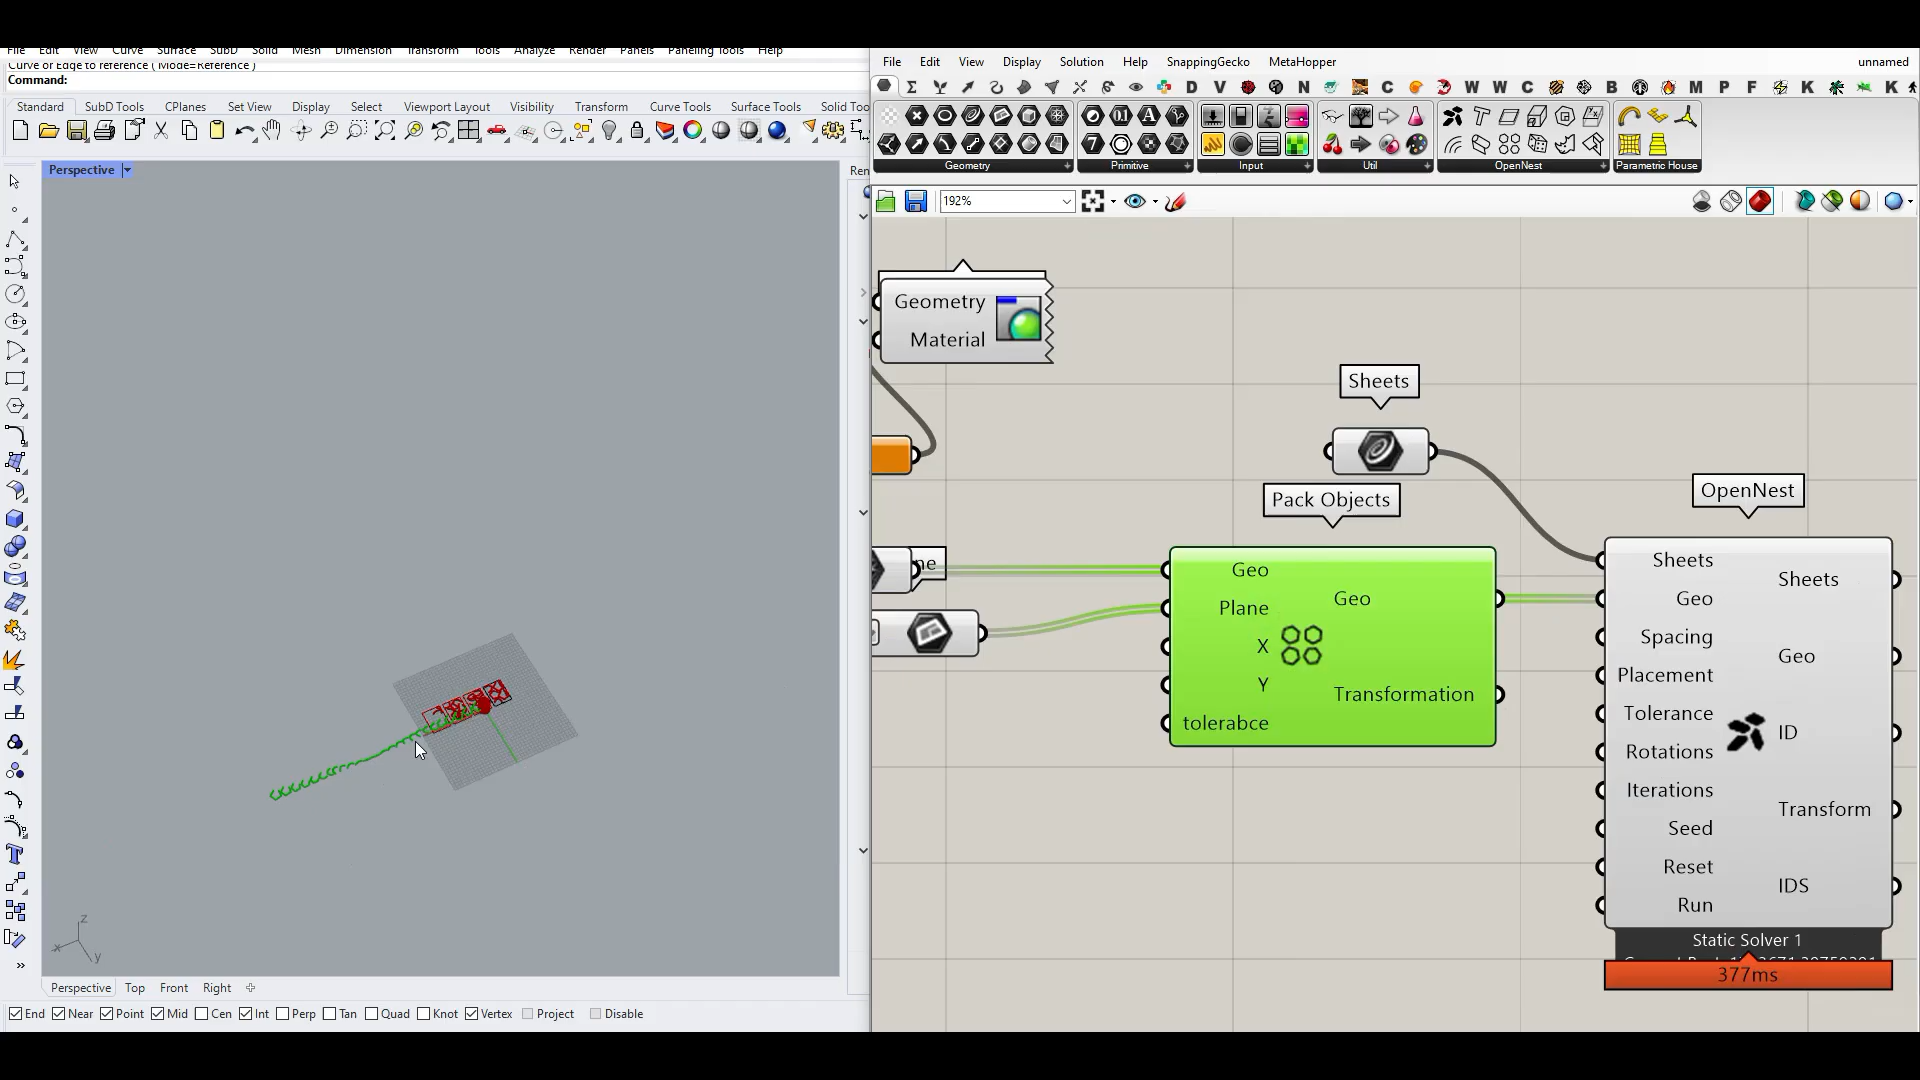 File Edit View Curve Surface SubD Solid Mesh Dimension Transform Tools Analyze Render Panels Paneling Tools Help
Curve or Edge to reference ( Mode=Reference )
Command:
Standard SubD Tools CPlanes Set View Display Select Viewport Layout Visibility Transform Curve Tools Surface Tools Solid Too
Perspective
Ren
Perspective Top Front Right
End Near Point Mid Cen Int Perp Tan Quad Knot Vertex Project Disable
z
x
y
File Edit View Display Solution Help SnappingGecko MetaHopper unnamed
D V N C W W C B M P F K K
Geometry Primitive Input Util OpenNest Parametric House
192%
Geometry
Material
Sheets
Pack Objects
OpenNest
ne
Geo
Plane
X
Y
tolerabce
Geo
Transformation
Sheets
Geo
Spacing
Placement
Tolerance
Rotations
Iterations
Seed
Reset
Run
Sheets
Geo
ID
Transform
IDS
Static Solver 1
377ms